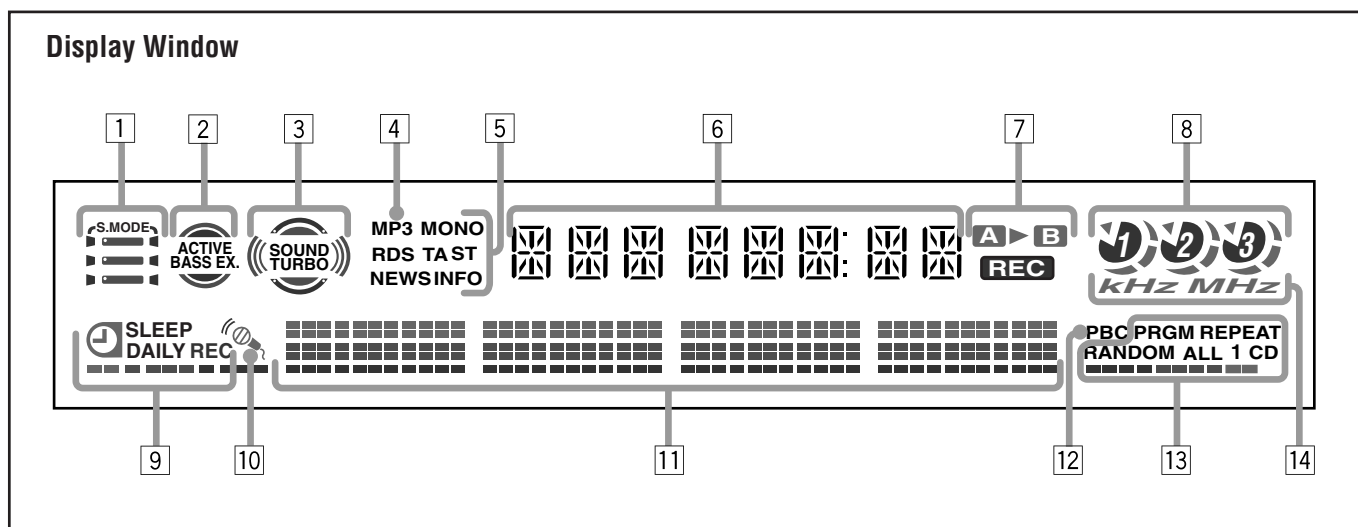 Display Window
1 2 3 4 5 6 7 8
S.MODE
ACTIVE
BASS EX.
SOUND
TURBO
MP3 MONO
RDS TA ST
NEWS INFO
A ▶ B
REC
1 2 3
kHz MHz
SLEEP
DAILY REC
PBC PRGM REPEAT
RANDOM ALL 1 CD
9 10 11 12 13 14